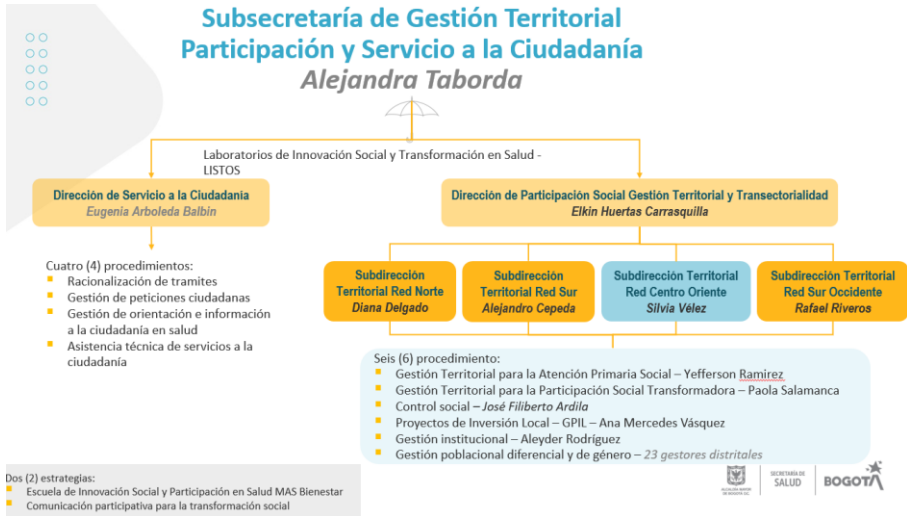 Subsecretaría de Gestión Territorial
Participación y Servicio a la Ciudadanía
Alejandra Taborda
Laboratorios de Innovación Social y Transformación en Salud -
LISTOS
Dirección de Servicio a la Ciudadanía
Eugenia Arboleda Balbin
Dirección de Participación Social Gestión Territorial y Transectorialidad
Elkin Huertas Carrasquilla
Cuatro (4) procedimientos:
Racionalización de tramites
Gestión de peticiones ciudadanas
Gestión de orientación e información
a la ciudadanía en salud
Asistencia técnica de servicios a la
ciudadanía
Subdirección
Territorial Red Norte
Diana Delgado
Subdirección
Territorial Red Sur
Alejandro Cepeda
Subdirección Territorial
Red Centro Oriente
Silvia Vélez
Subdirección Territorial
Red Sur Occidente
Rafael Riveros
Seis (6) procedimiento:
Gestión Territorial para la Atención Primaria Social – Yefferson Ramirez
Gestión Territorial para la Participación Social Transformadora – Paola Salamanca
Control social – José Filiberto Ardila
Proyectos de Inversión Local – GPIL – Ana Mercedes Vásquez
Gestión institucional – Aleyder Rodríguez
Gestión poblacional diferencial y de género – 23 gestores distritales
Dos (2) estrategias:
Escuela de Innovación Social y Participación en Salud MAS Bienestar
Comunicación participativa para la transformación social
ALCALDÍA MAYOR
DE BOGOTÁ D.C.
SECRETARÍA DE
SALUD
BOGOTÁ